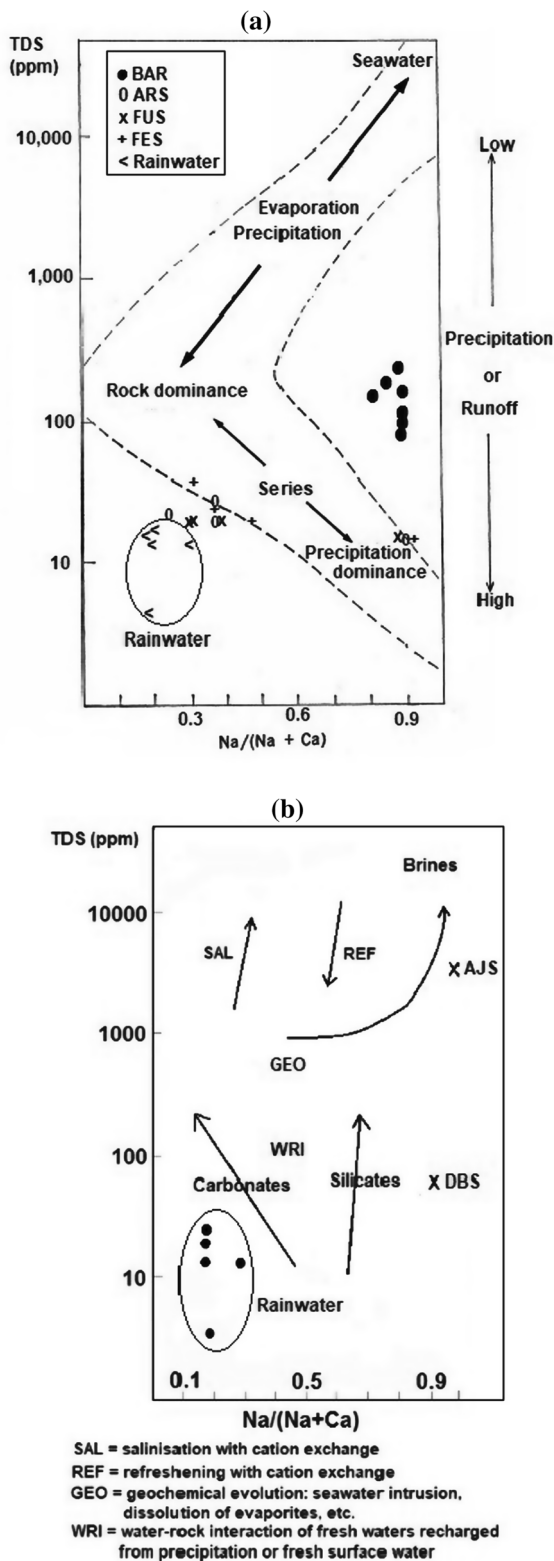 (a)
TDS
(ppm)
● BAR
0 ARS
x FUS
+ FES
< Rainwater
Seawater
10,000
Low
Evaporation
Precipitation
1,000
Precipitation
or
Runoff
Rock dominance
100
Series
Precipitation
dominance
10
High
Rainwater
0.3 0.6 0.9
Na/(Na + Ca)
(b)
TDS (ppm)
Brines
10000
SAL
REF
X AJS
1000
GEO
WRI
100
Carbonates
Silicates
X DBS
10
Rainwater
0.1 0.5 0.9
Na/(Na+Ca)
SAL = salinisation with cation exchange
REF = refreshening with cation exchange
GEO = geochemical evolution: seawater intrusion,
dissolution of evaporites, etc.
WRI = water-rock interaction of fresh waters recharged
from precipitation or fresh surface water